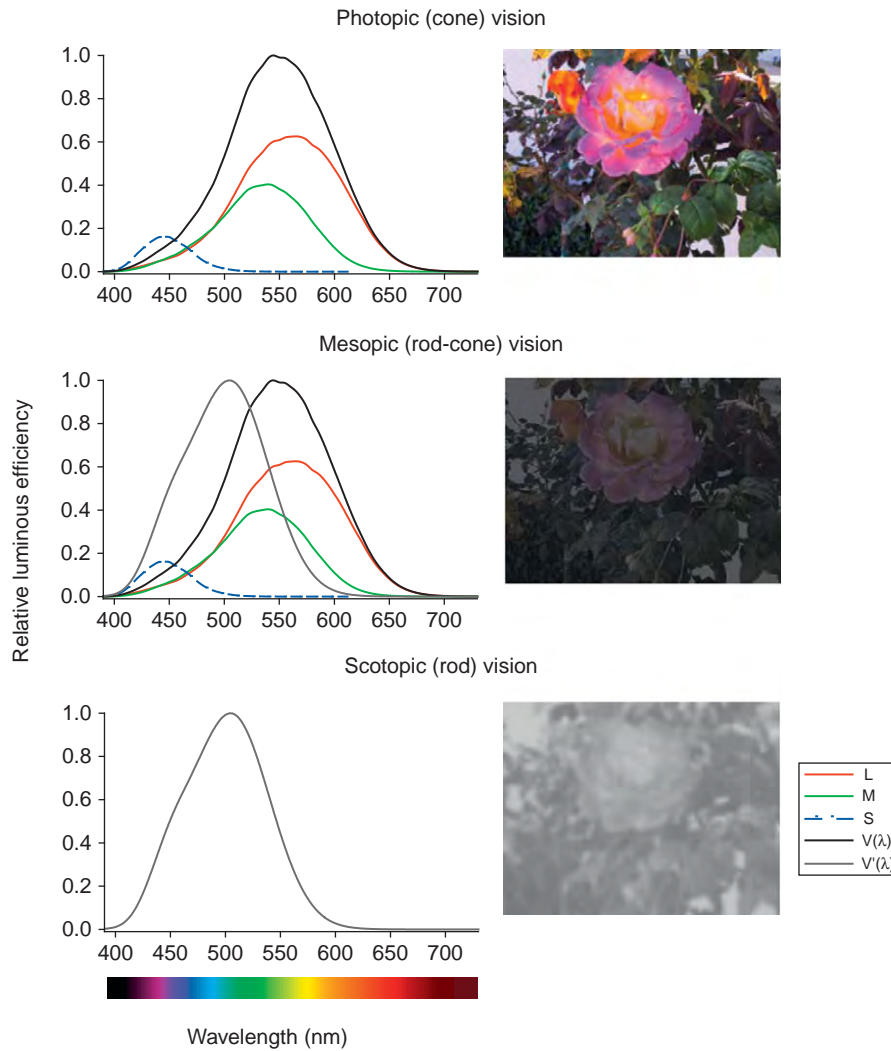 Photopic (cone) vision
1.0
0.8
0.6
0.4
0.2
0.0
400 450 500 550 600 650 700
Mesopic (rod-cone) vision
Relative luminous efficiency
1.0
0.8
0.6
0.4
0.2
0.0
400 450 500 550 600 650 700
Scotopic (rod) vision
1.0
0.8
0.6
0.4
0.2
0.0
400 450 500 550 600 650 700
Wavelength (nm)
L
M
S
V(λ)
V'(λ)